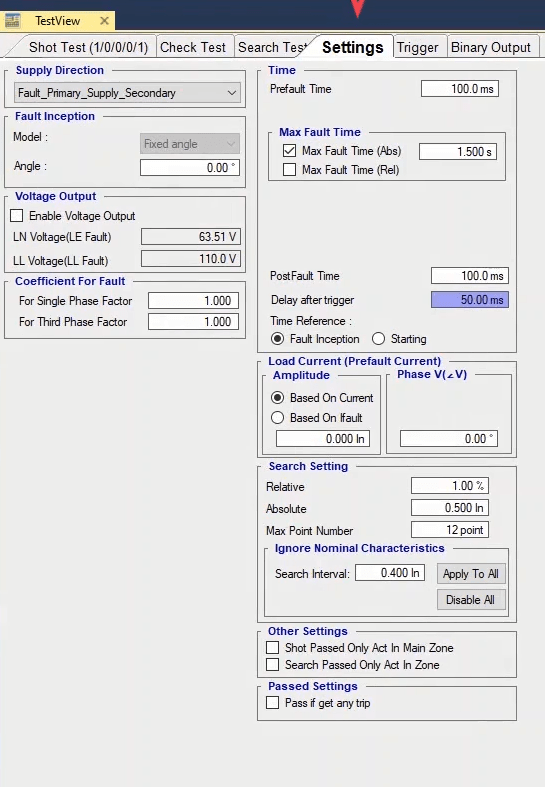 TestView
Shot Test (1/0/0/0/1)
Check Test
Search Test
Settings
Trigger
Binary Output
Supply Direction
Fault_Primary_Supply_Secondary
Fault Inception
Model :
Fixed angle
Angle :
0.00 °
Voltage Output
Enable Voltage Output
LN Voltage(LE Fault)
63.51 V
LL Voltage(LL Fault)
110.0 V
Coefficient For Fault
For Single Phase Factor
1.000
For Third Phase Factor
1.000
Time
Prefault Time
100.0 ms
Max Fault Time
Max Fault Time (Abs)
1.500 s
Max Fault Time (Rel)
PostFault Time
100.0 ms
Delay after trigger
50.00 ms
Time Reference :
Fault Inception
Starting
Load Current (Prefault Current)
Amplitude
Based On Current
Based On Ifault
0.000 In
Phase V(∠V)
0.00 °
Search Setting
Relative
1.00 %
Absolute
0.500 In
Max Point Number
12 point
Ignore Nominal Characteristics
Search Interval:
0.400 In
Apply To All
Disable All
Other Settings
Shot Passed Only Act In Main Zone
Search Passed Only Act In Zone
Passed Settings
Pass if get any trip